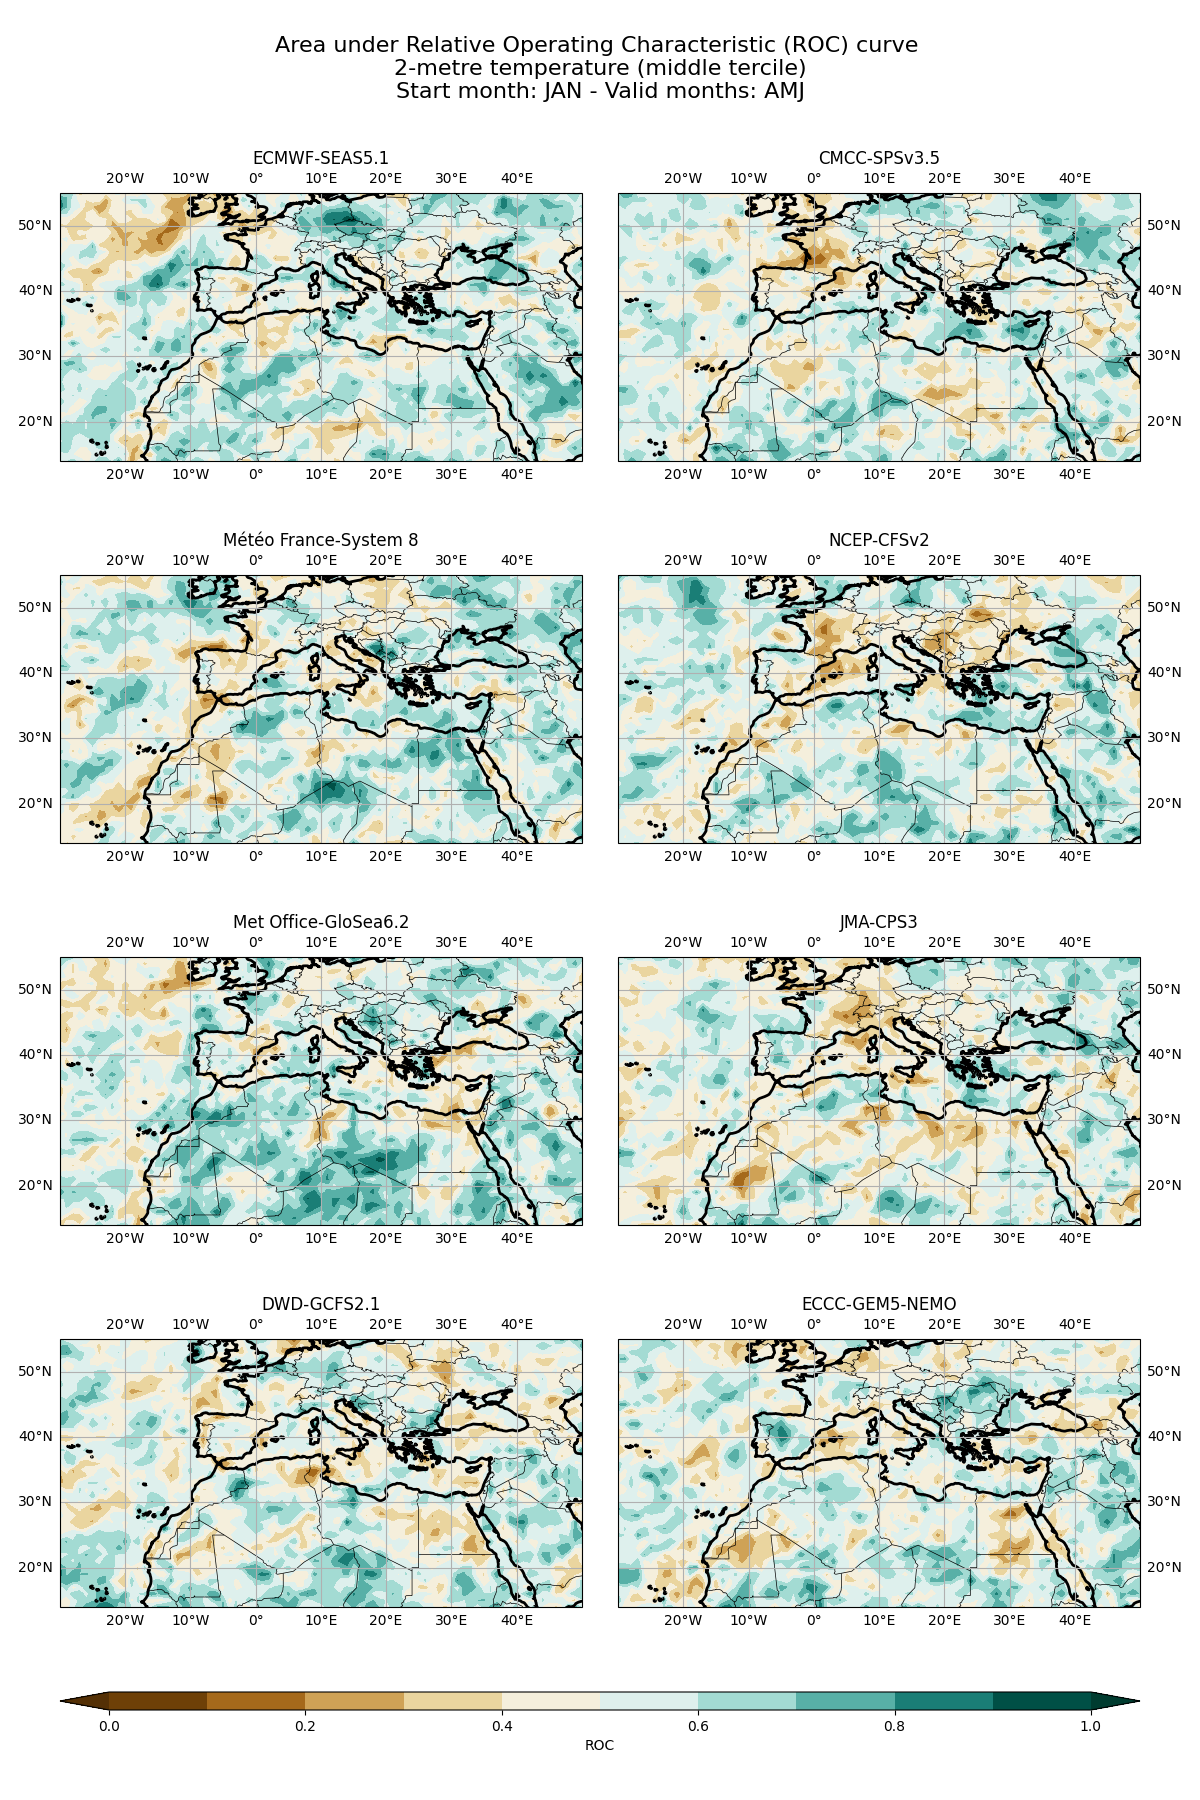 Area under Relative Operating Characteristic (ROC) curve
2-metre temperature (middle tercile)
Start month: JAN - Valid months: AMJ
ECMWF-SEAS5.1
20°W 10°W 0° 10°E 20°E 30°E 40°E
50°N
40°N
30°N
20°N
20°W 10°W 0° 10°E 20°E 30°E 40°E
CMCC-SPSv3.5
20°W 10°W 0° 10°E 20°E 30°E 40°E
50°N
40°N
30°N
20°N
20°W 10°W 0° 10°E 20°E 30°E 40°E
Météo France-System 8
20°W 10°W 0° 10°E 20°E 30°E 40°E
50°N
40°N
30°N
20°N
20°W 10°W 0° 10°E 20°E 30°E 40°E
NCEP-CFSv2
20°W 10°W 0° 10°E 20°E 30°E 40°E
50°N
40°N
30°N
20°N
20°W 10°W 0° 10°E 20°E 30°E 40°E
Met Office-GloSea6.2
20°W 10°W 0° 10°E 20°E 30°E 40°E
50°N
40°N
30°N
20°N
20°W 10°W 0° 10°E 20°E 30°E 40°E
JMA-CPS3
20°W 10°W 0° 10°E 20°E 30°E 40°E
50°N
40°N
30°N
20°N
20°W 10°W 0° 10°E 20°E 30°E 40°E
DWD-GCFS2.1
20°W 10°W 0° 10°E 20°E 30°E 40°E
50°N
40°N
30°N
20°N
20°W 10°W 0° 10°E 20°E 30°E 40°E
ECCC-GEM5-NEMO
20°W 10°W 0° 10°E 20°E 30°E 40°E
50°N
40°N
30°N
20°N
20°W 10°W 0° 10°E 20°E 30°E 40°E
0.0 0.2 0.4 0.6 0.8 1.0
ROC